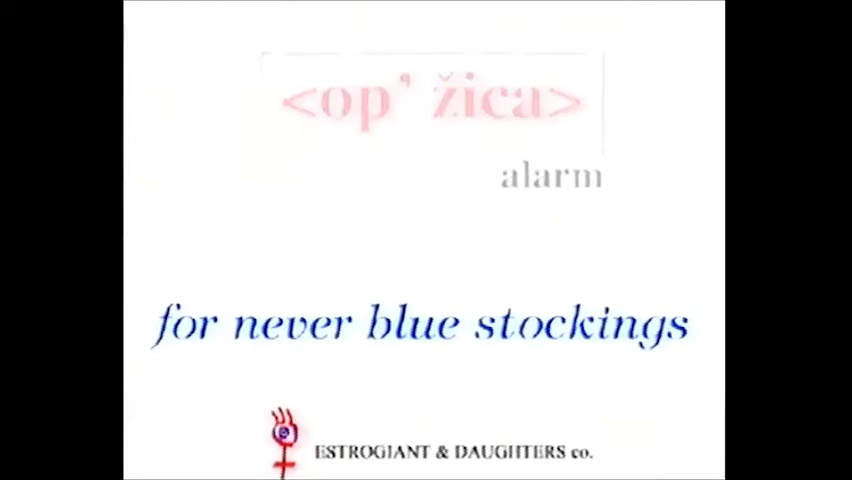 <op’ žica>
alarm
for never blue stockings
ESTROGIANT & DAUGHTERS co.